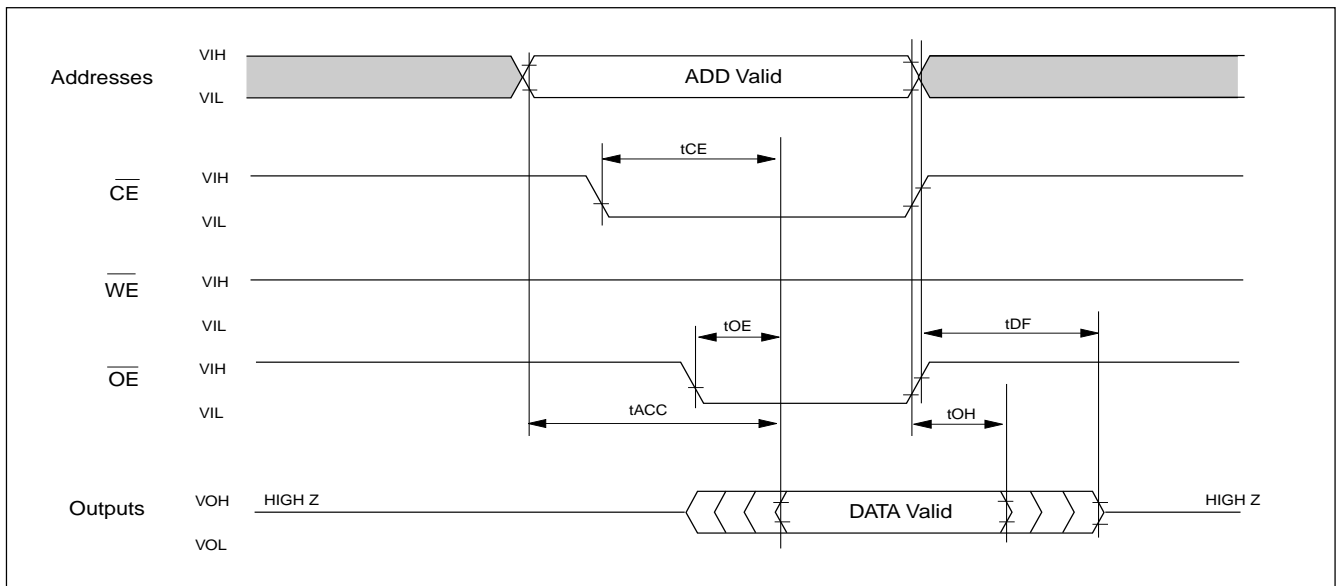 VIH
Addresses
ADD Valid
VIL
tCE
VIH
CE
VIL
VIH
WE
VIL
tOE
tDF
VIH
OE
VIL
tACC
tOH
VOH
HIGH Z
HIGH Z
Outputs
DATA Valid
VOL